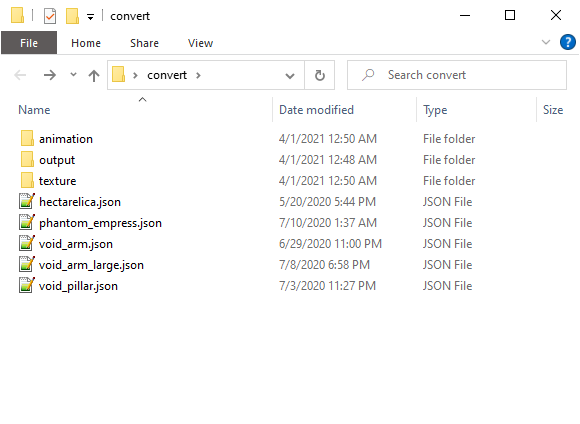 convert
File Home Share View
convert Search convert
Name Date modified Type Size
animation 4/1/2021 12:50 AM File folder
output 4/1/2021 12:48 AM File folder
texture 4/1/2021 12:50 AM File folder
hectarelica.json 5/20/2020 5:44 PM JSON File
phantom_empress.json 7/10/2020 1:37 AM JSON File
void_arm.json 6/29/2020 11:00 PM JSON File
void_arm_large.json 7/8/2020 6:58 PM JSON File
void_pillar.json 7/3/2020 11:27 PM JSON File